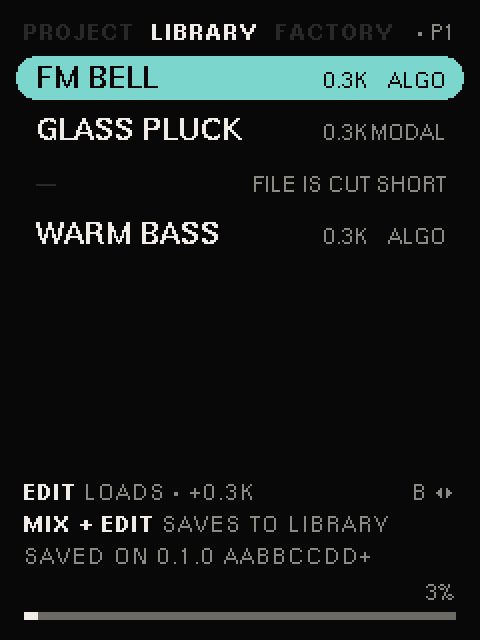 PROJECT LIBRARY FACTORY · P1
FM BELL 0.3K ALGO
GLASS PLUCK 0.3K MODAL
— FILE IS CUT SHORT
WARM BASS 0.3K ALGO
EDIT LOADS · +0.3K B ◂▸
MIX + EDIT SAVES TO LIBRARY
SAVED ON 0.1.0 AABBCCDD+
3%